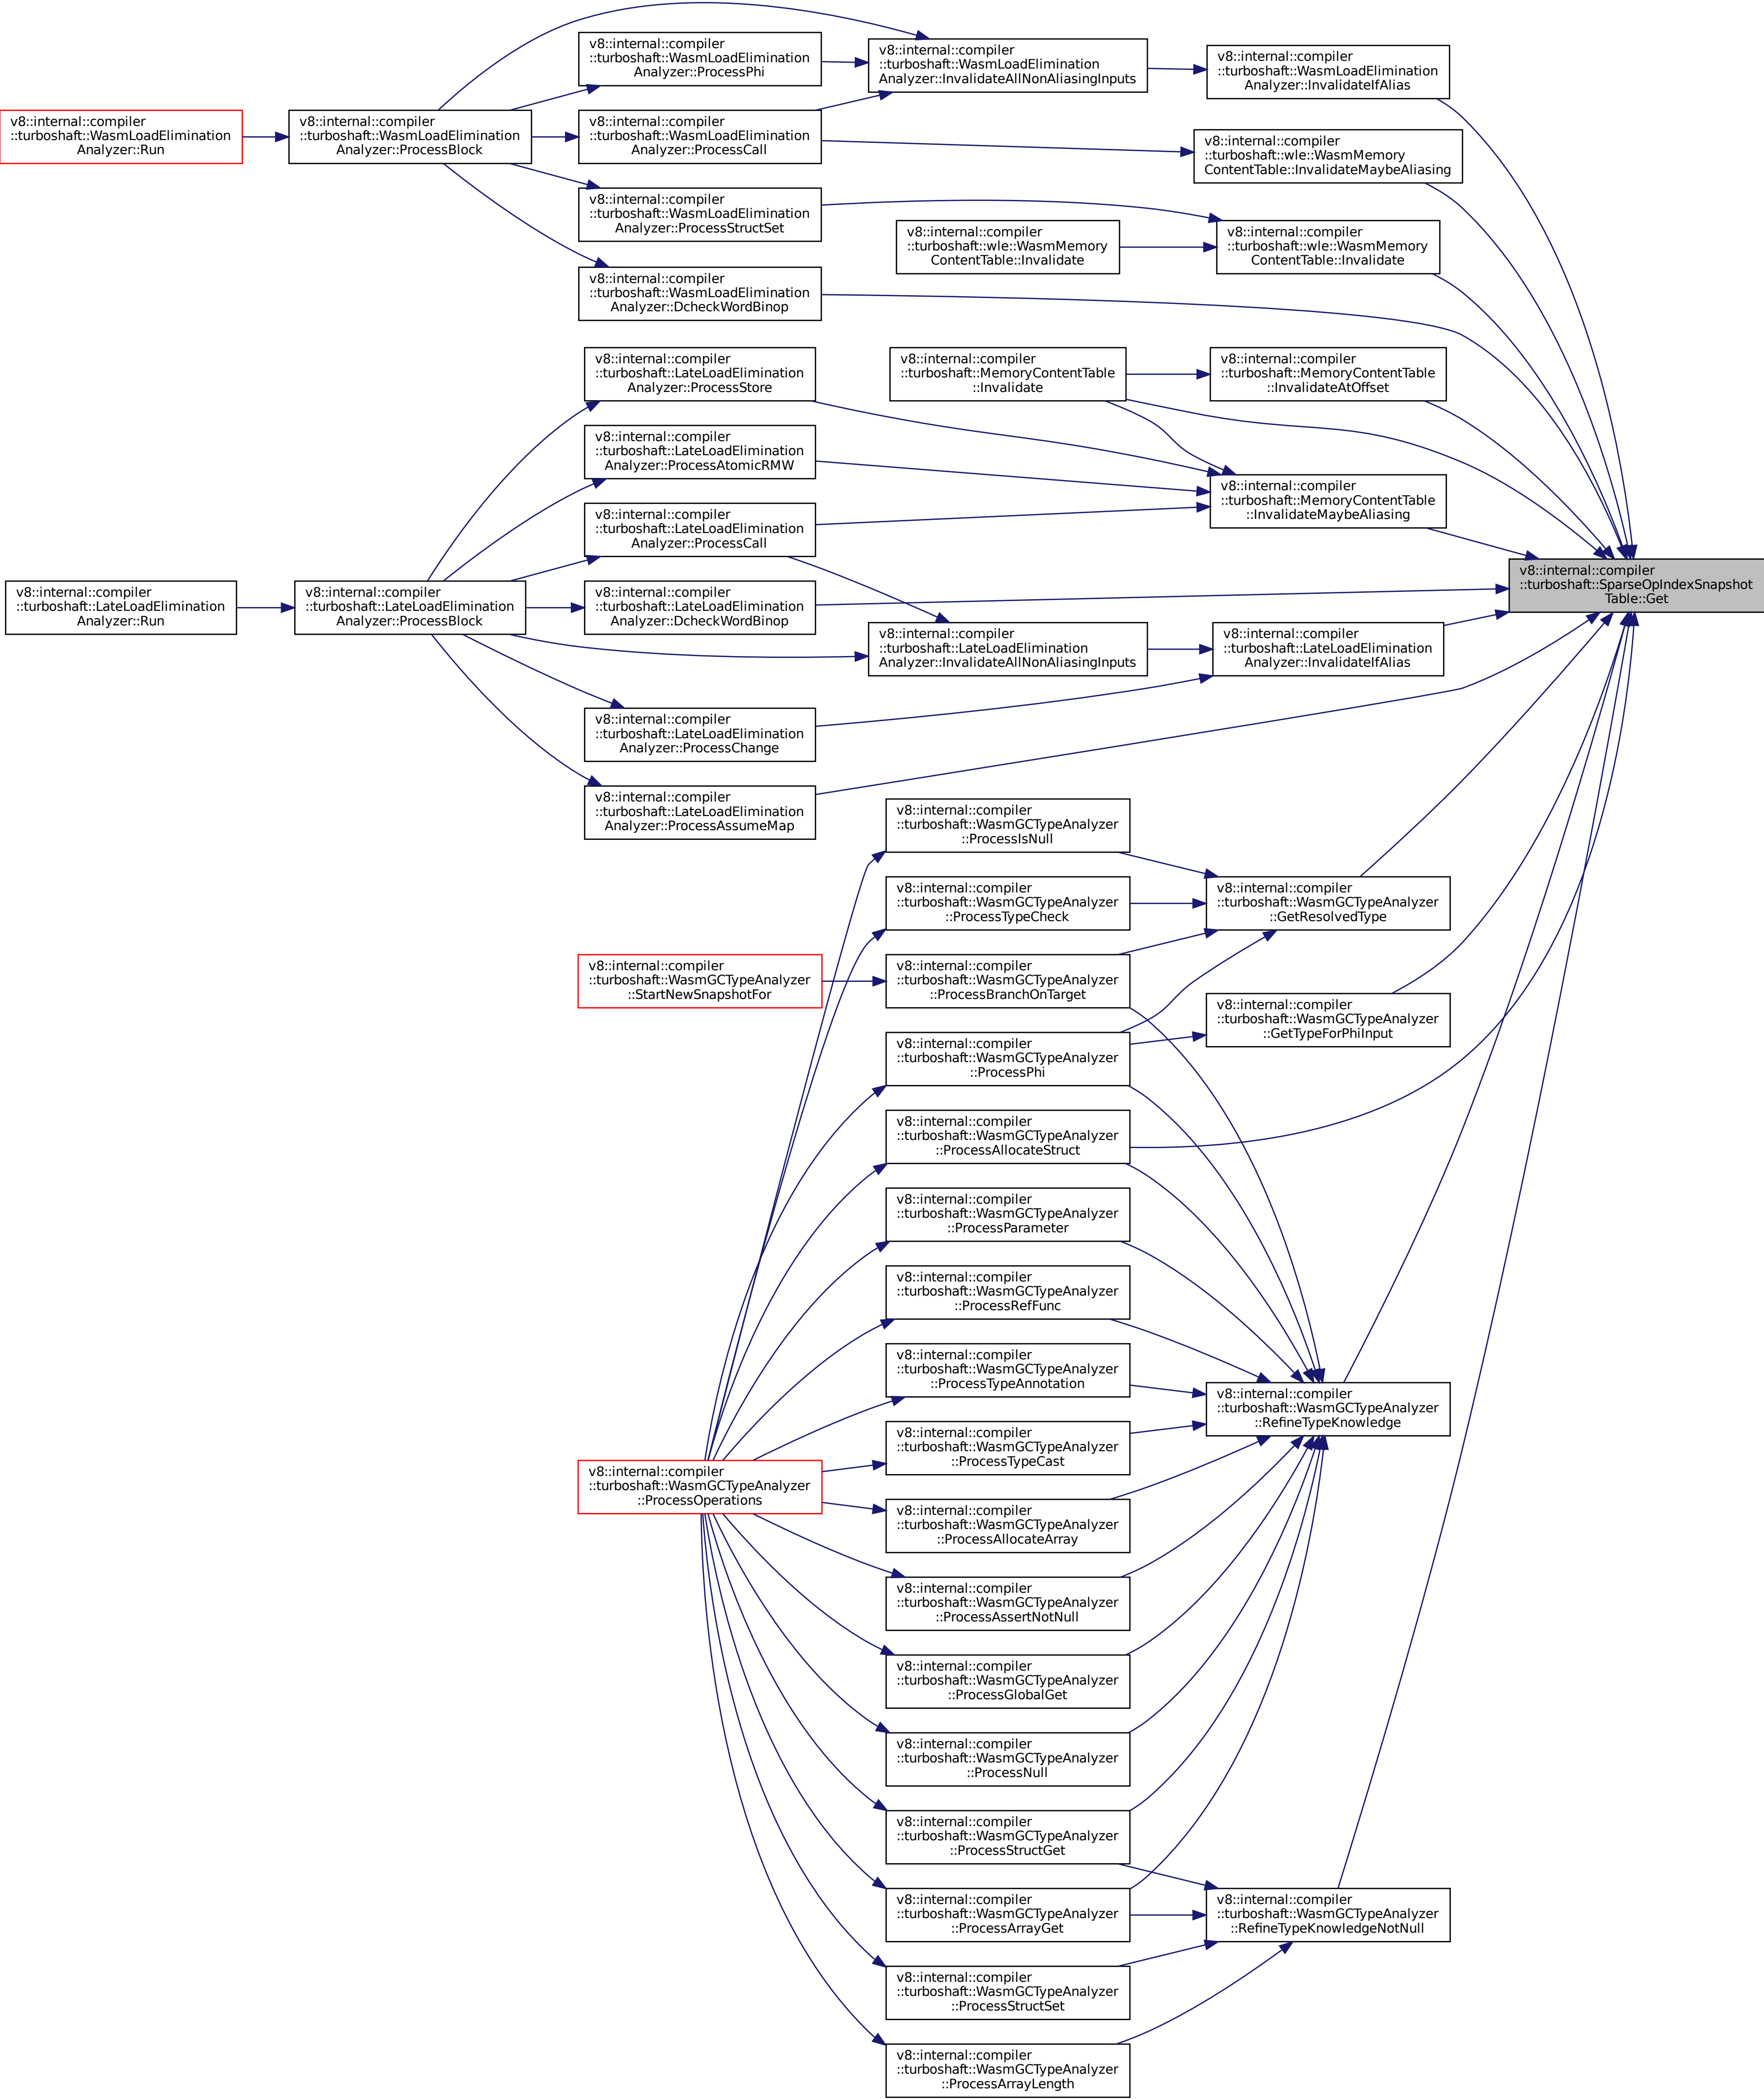 v8::internal::compiler
::turboshaft::WasmLoadElimination
Analyzer::Run
v8::internal::compiler
::turboshaft::WasmLoadElimination
Analyzer::ProcessBlock
v8::internal::compiler
::turboshaft::WasmLoadElimination
Analyzer::ProcessPhi
v8::internal::compiler
::turboshaft::WasmLoadElimination
Analyzer::ProcessCall
v8::internal::compiler
::turboshaft::WasmLoadElimination
Analyzer::ProcessStructSet
v8::internal::compiler
::turboshaft::WasmLoadElimination
Analyzer::DcheckWordBinop
v8::internal::compiler
::turboshaft::WasmLoadElimination
Analyzer::InvalidateAllNonAliasingInputs
v8::internal::compiler
::turboshaft::WasmLoadElimination
Analyzer::InvalidateIfAlias
v8::internal::compiler
::turboshaft::wle::WasmMemory
ContentTable::InvalidateMaybeAliasing
v8::internal::compiler
::turboshaft::wle::WasmMemory
ContentTable::Invalidate
v8::internal::compiler
::turboshaft::wle::WasmMemory
ContentTable::Invalidate
v8::internal::compiler
::turboshaft::LateLoadElimination
Analyzer::ProcessStore
v8::internal::compiler
::turboshaft::MemoryContentTable
::Invalidate
v8::internal::compiler
::turboshaft::MemoryContentTable
::InvalidateAtOffset
v8::internal::compiler
::turboshaft::LateLoadElimination
Analyzer::ProcessAtomicRMW
v8::internal::compiler
::turboshaft::MemoryContentTable
::InvalidateMaybeAliasing
v8::internal::compiler
::turboshaft::LateLoadElimination
Analyzer::ProcessCall
v8::internal::compiler
::turboshaft::SparseOpIndexSnapshot
Table::Get
v8::internal::compiler
::turboshaft::LateLoadElimination
Analyzer::Run
v8::internal::compiler
::turboshaft::LateLoadElimination
Analyzer::ProcessBlock
v8::internal::compiler
::turboshaft::LateLoadElimination
Analyzer::DcheckWordBinop
v8::internal::compiler
::turboshaft::LateLoadElimination
Analyzer::InvalidateAllNonAliasingInputs
v8::internal::compiler
::turboshaft::LateLoadElimination
Analyzer::InvalidateIfAlias
v8::internal::compiler
::turboshaft::LateLoadElimination
Analyzer::ProcessChange
v8::internal::compiler
::turboshaft::LateLoadElimination
Analyzer::ProcessAssumeMap
v8::internal::compiler
::turboshaft::WasmGCTypeAnalyzer
::ProcessIsNull
v8::internal::compiler
::turboshaft::WasmGCTypeAnalyzer
::ProcessTypeCheck
v8::internal::compiler
::turboshaft::WasmGCTypeAnalyzer
::GetResolvedType
v8::internal::compiler
::turboshaft::WasmGCTypeAnalyzer
::StartNewSnapshotFor
v8::internal::compiler
::turboshaft::WasmGCTypeAnalyzer
::ProcessBranchOnTarget
v8::internal::compiler
::turboshaft::WasmGCTypeAnalyzer
::GetTypeForPhiInput
v8::internal::compiler
::turboshaft::WasmGCTypeAnalyzer
::ProcessPhi
v8::internal::compiler
::turboshaft::WasmGCTypeAnalyzer
::ProcessAllocateStruct
v8::internal::compiler
::turboshaft::WasmGCTypeAnalyzer
::ProcessParameter
v8::internal::compiler
::turboshaft::WasmGCTypeAnalyzer
::ProcessRefFunc
v8::internal::compiler
::turboshaft::WasmGCTypeAnalyzer
::ProcessTypeAnnotation
v8::internal::compiler
::turboshaft::WasmGCTypeAnalyzer
::RefineTypeKnowledge
v8::internal::compiler
::turboshaft::WasmGCTypeAnalyzer
::ProcessTypeCast
v8::internal::compiler
::turboshaft::WasmGCTypeAnalyzer
::ProcessOperations
v8::internal::compiler
::turboshaft::WasmGCTypeAnalyzer
::ProcessAllocateArray
v8::internal::compiler
::turboshaft::WasmGCTypeAnalyzer
::ProcessAssertNotNull
v8::internal::compiler
::turboshaft::WasmGCTypeAnalyzer
::ProcessGlobalGet
v8::internal::compiler
::turboshaft::WasmGCTypeAnalyzer
::ProcessNull
v8::internal::compiler
::turboshaft::WasmGCTypeAnalyzer
::ProcessStructGet
v8::internal::compiler
::turboshaft::WasmGCTypeAnalyzer
::ProcessArrayGet
v8::internal::compiler
::turboshaft::WasmGCTypeAnalyzer
::RefineTypeKnowledgeNotNull
v8::internal::compiler
::turboshaft::WasmGCTypeAnalyzer
::ProcessStructSet
v8::internal::compiler
::turboshaft::WasmGCTypeAnalyzer
::ProcessArrayLength